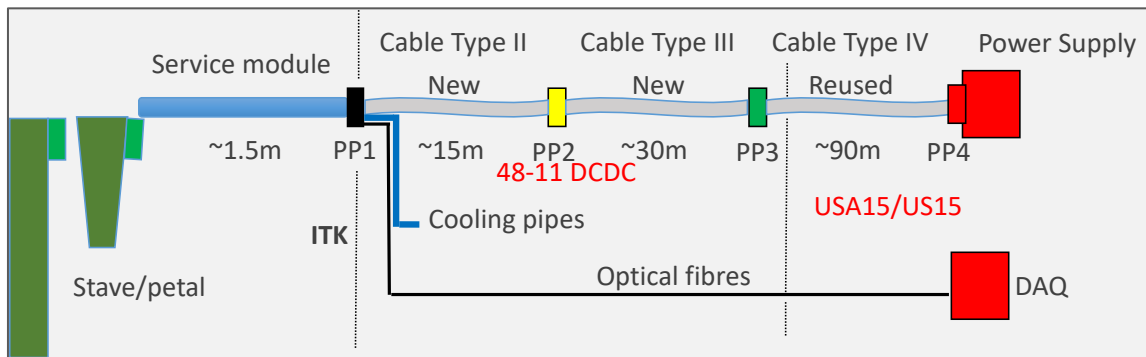 Cable Type II
Cable Type III
Cable Type IV
Power Supply
Service module
New
New
Reused
~1.5m
PP1
~15m
PP2
~30m
PP3
~90m
PP4
48-11 DCDC
USA15/US15
Cooling pipes
ITK
Stave/petal
Optical fibres
DAQ